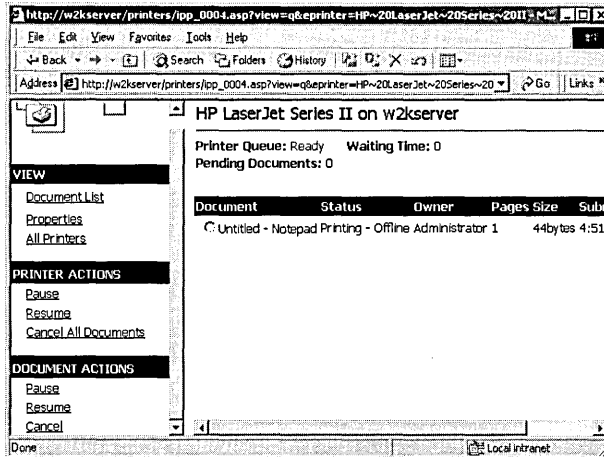 http://w2kserver/printers/ipp_0004.asp?view=q&eprinter=HP~20LaserJet~20Series~20II - M
File Edit View Favorites Tools Help
Back Search Folders History
Address http://w2kserver/printers/ipp_0004.asp?view=q&eprinter=HP~20LaserJet~20Series~20 Go Links »
HP LaserJet Series II on w2kserver
Printer Queue: Ready Waiting Time: 0
Pending Documents: 0
VIEW
Document List
Properties
All Printers
Document Status Owner Pages Size Subm
Untitled - Notepad Printing - Offline Administrator 1 44bytes 4:51
PRINTER ACTIONS
Pause
Resume
Cancel All Documents
DOCUMENT ACTIONS
Pause
Resume
Cancel
Done Local intranet